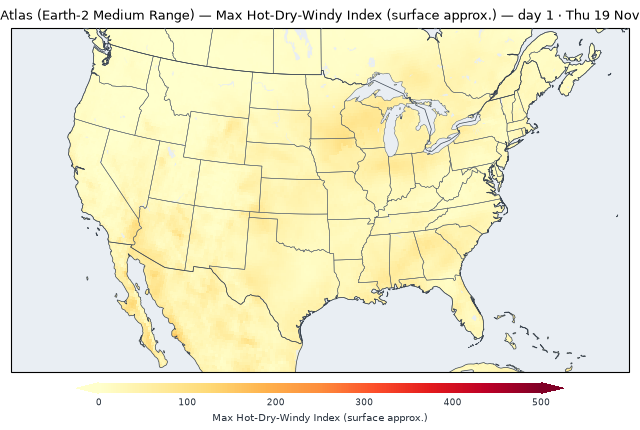 Atlas (Earth-2 Medium Range) — Max Hot-Dry-Windy Index (surface approx.) — day 1 · Thu 19 Nov
0 100 200 300 400 500
Max Hot-Dry-Windy Index (surface approx.)